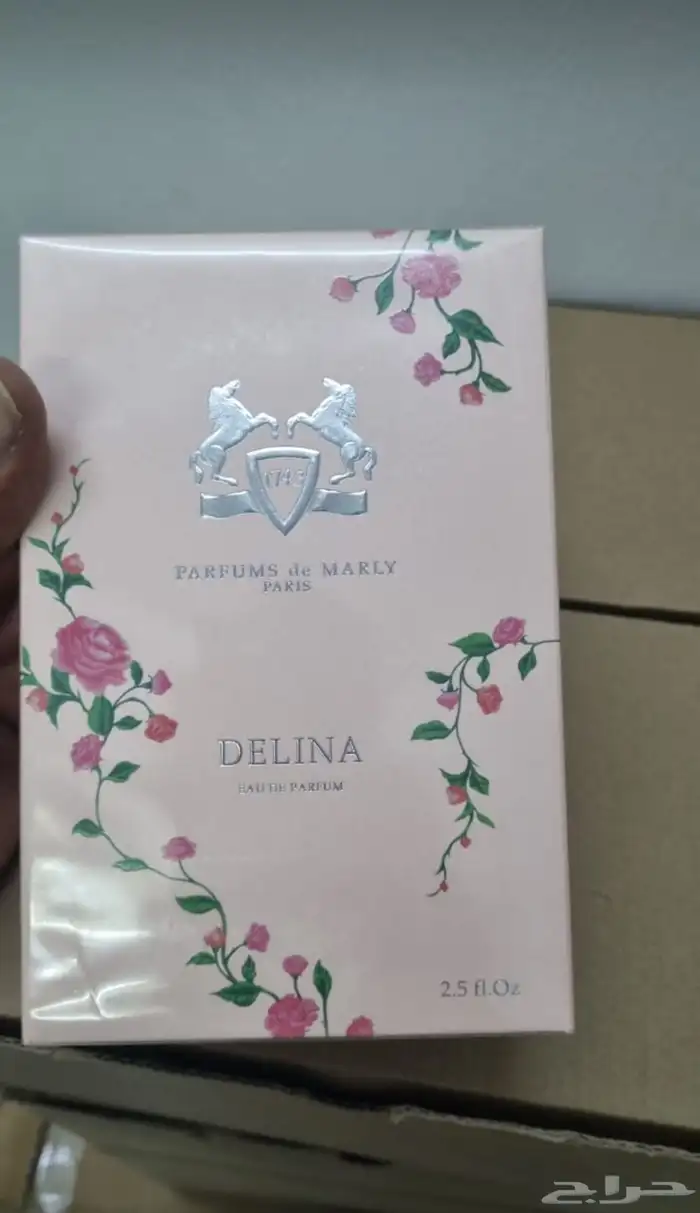 1743
PARFUMS de MARLY
PARIS
DELINA
EAU DE PARFUM
2.5 fl.Oz
حراج